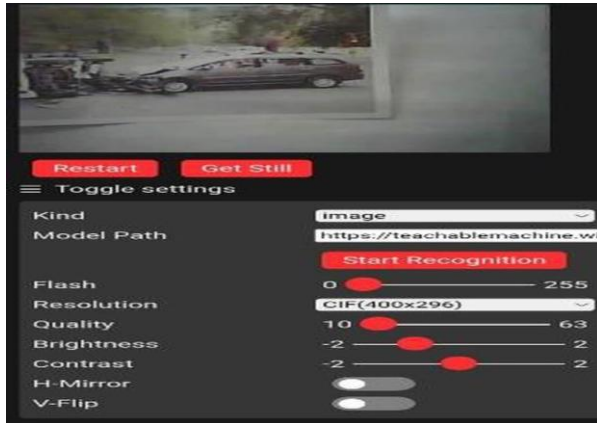 Restart Get Still
Toggle settings
Kind image
Model Path https://teachablemachine.wi
Start Recognition
Flash 0 255
Resolution CIF(400x296)
Quality 10 63
Brightness -2 2
Contrast -2 2
H-Mirror
V-Flip